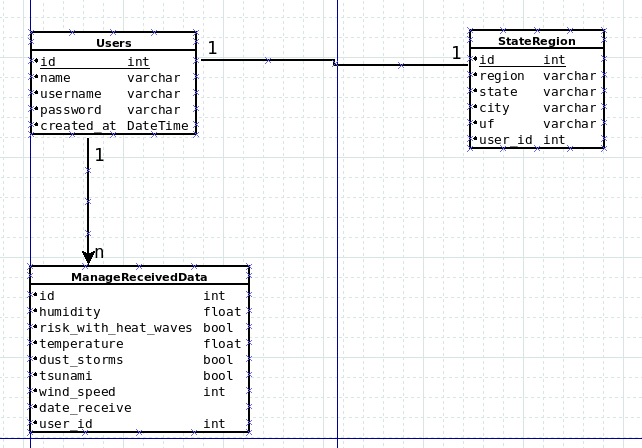 Users
id int
name varchar
username varchar
password varchar
created_at DateTime
1
1
StateRegion
id int
region varchar
state varchar
city varchar
uf varchar
user_id int
1
n
ManageReceivedData
id int
humidity float
risk_with_heat_waves bool
temperature float
dust_storms bool
tsunami bool
wind_speed int
date_receive
user_id int